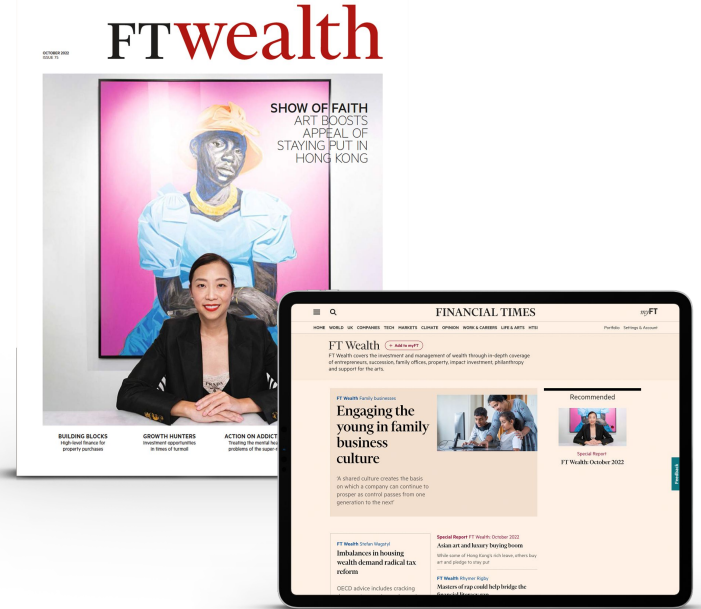 OCTOBER 2022
ISSUE 75
FTwealth
SHOW OF FAITH
ART BOOSTS
APPEAL OF
STAYING PUT IN
HONG KONG
PRADA
BUILDING BLOCKS
High-level finance for
property purchases
GROWTH HUNTERS
Investment opportunities
in times of turmoil
ACTION ON ADDICT
Treating the mental hea
problems of the super-r
FINANCIAL TIMES
myFT
HOME WORLD UK COMPANIES TECH MARKETS CLIMATE OPINION WORK & CAREERS LIFE & ARTS HTSI
Portfolio Settings & Account
FT Wealth
+ Add to myFT
FT Wealth covers the investment and management of wealth through in-depth coverage
of entrepreneurs, succession, family offices, property, impact investment, philanthropy
and support for the arts.
FT Wealth Family businesses
Engaging the
young in family
business
culture
'A shared culture creates the basis
on which a company can continue to
prosper as control passes from one
generation to the next'
Recommended
Special Report
FT Wealth: October 2022
Feedback
FT Wealth Stefan Wagstyl
Imbalances in housing
wealth demand radical tax
reform
OECD advice includes cracking
Special Report FT Wealth: October 2022
Asian art and luxury buying boom
While some of Hong Kong's rich leave, others buy
art and pledge to stay put
FT Wealth Rhymer Rigby
Masters of rap could help bridge the
financial literacy gap